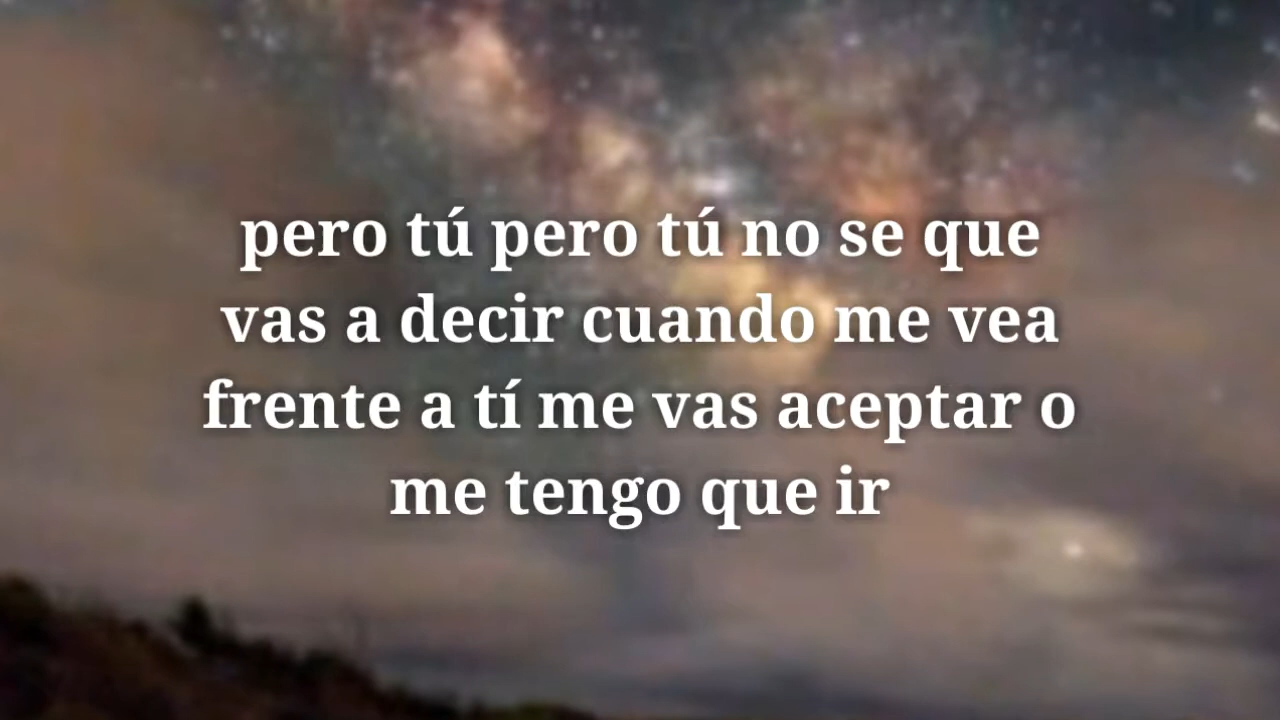 pero tú pero tú no se que
vas a decir cuando me vea
frente a tí me vas aceptar o
me tengo que ir